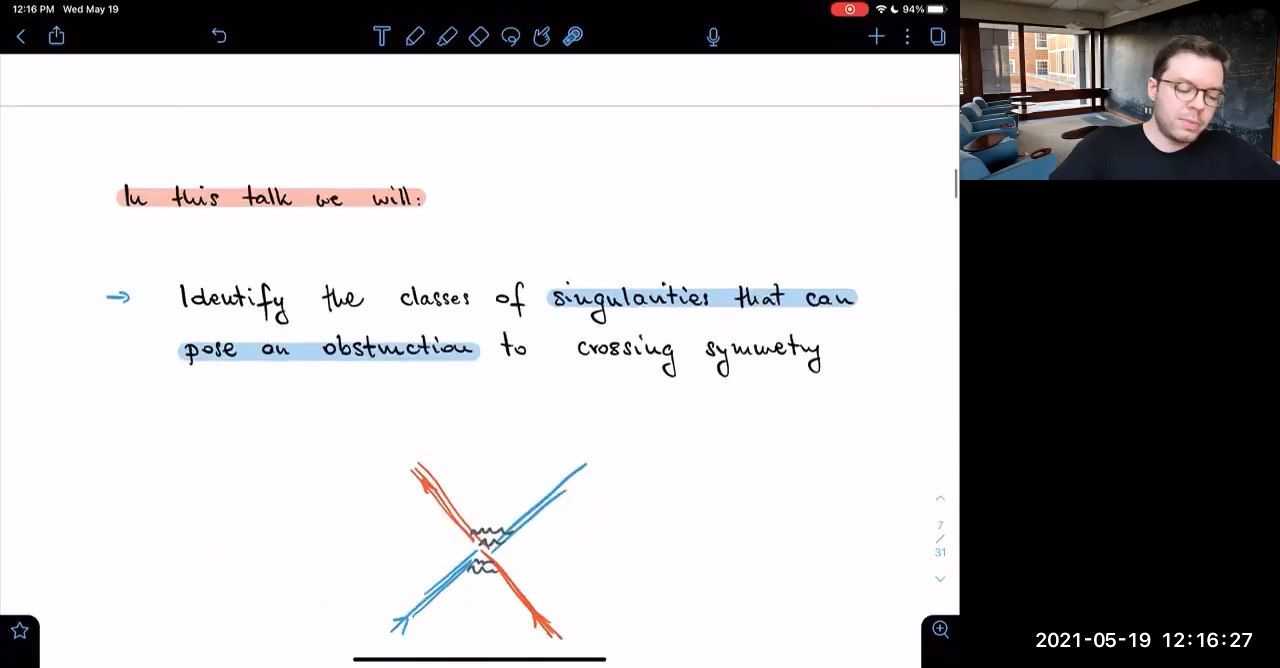 12:16 PM Wed May 19
94%
In this talk we will:
→ Identify the classes of singularities that can
pose an obstruction to crossing symmetry
7
/
31
2021-05-19 12:16:27